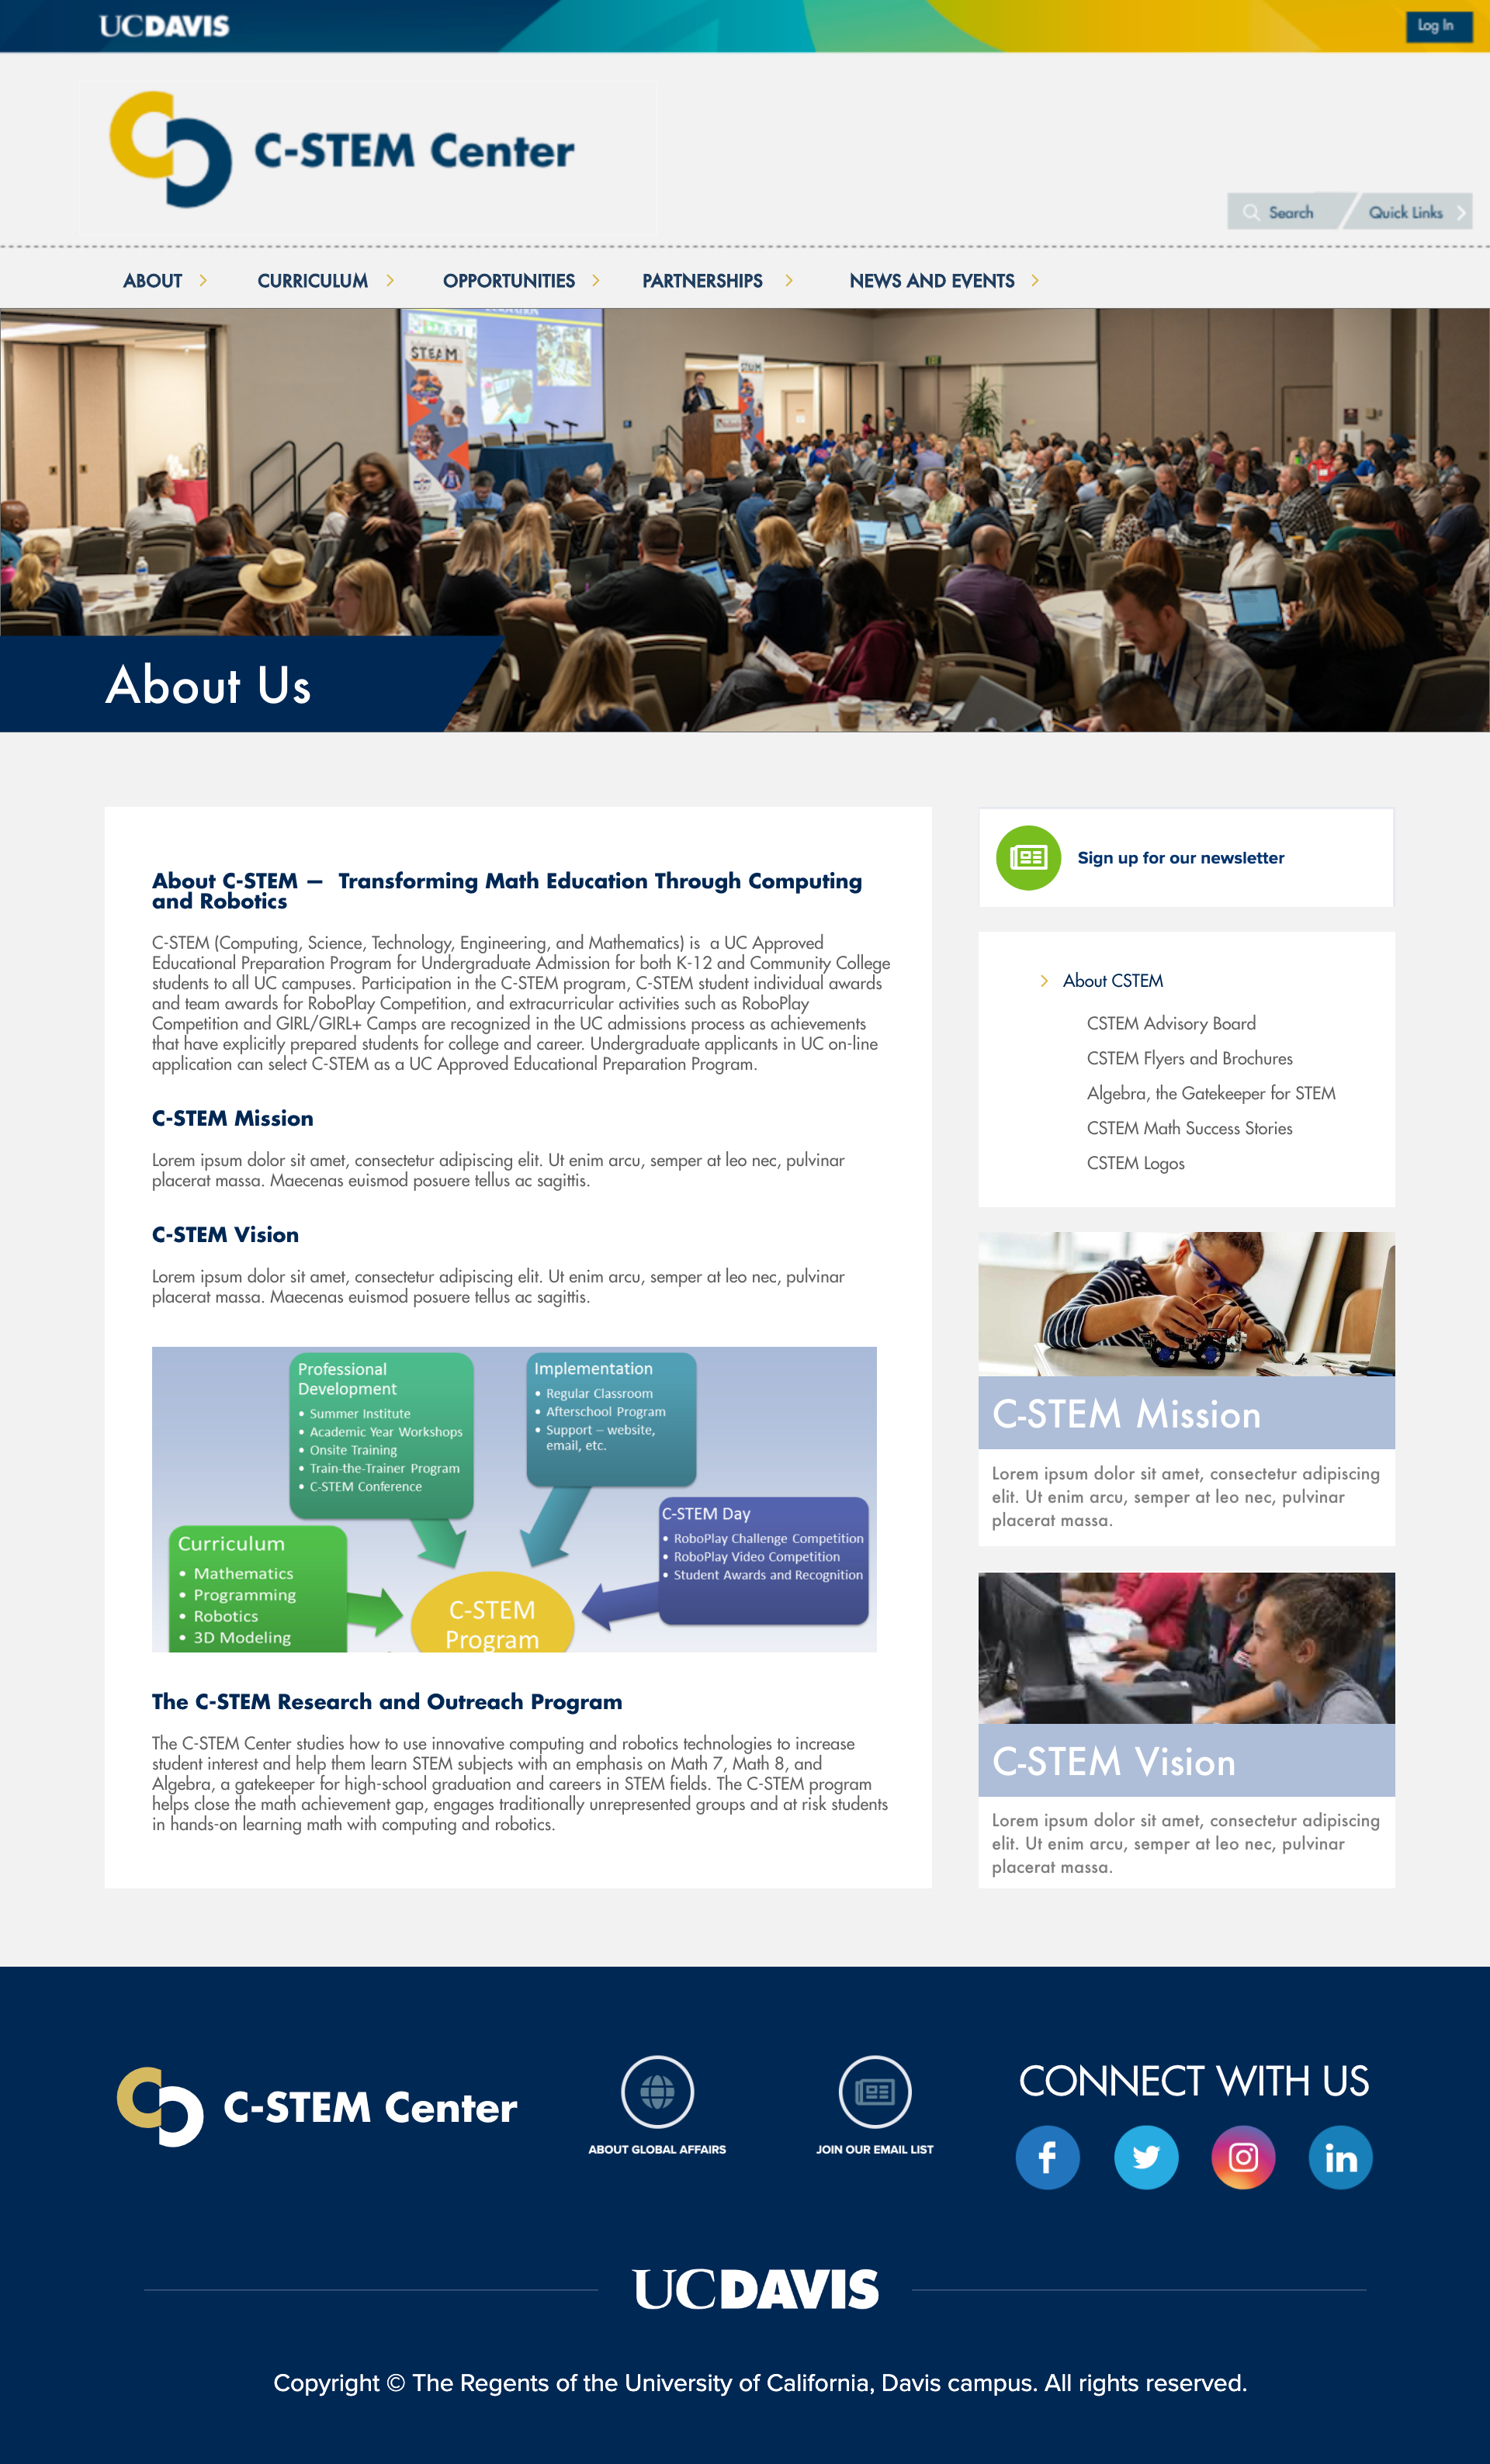 UCDAVIS
Log In
C-STEM Center
Search
Quick Links
ABOUT
CURRICULUM
OPPORTUNITIES
PARTNERSHIPS
NEWS AND EVENTS
STEAM
About Us
About C-STEM — Transforming Math Education Through Computing
and Robotics
C-STEM (Computing, Science, Technology, Engineering, and Mathematics) is a UC Approved
Educational Preparation Program for Undergraduate Admission for both K-12 and Community College
students to all UC campuses. Participation in the C-STEM program, C-STEM student individual awards
and team awards for RoboPlay Competition, and extracurricular activities such as RoboPlay
Competition and GIRL/GIRL+ Camps are recognized in the UC admissions process as achievements
that have explicitly prepared students for college and career. Undergraduate applicants in UC on-line
application can select C-STEM as a UC Approved Educational Preparation Program.
C-STEM Mission
Lorem ipsum dolor sit amet, consectetur adipiscing elit. Ut enim arcu, semper at leo nec, pulvinar
placerat massa. Maecenas euismod posuere tellus ac sagittis.
C-STEM Vision
Lorem ipsum dolor sit amet, consectetur adipiscing elit. Ut enim arcu, semper at leo nec, pulvinar
placerat massa. Maecenas euismod posuere tellus ac sagittis.
Professional
Development
• Summer Institute
• Academic Year Workshops
• Onsite Training
• Train-the-Trainer Program
• C-STEM Conference
Implementation
• Regular Classroom
• Afterschool Program
• Support – website,
email, etc.
C-STEM Day
• RoboPlay Challenge Competition
• RoboPlay Video Competition
• Student Awards and Recognition
Curriculum
• Mathematics
• Programming
• Robotics
• 3D Modeling
C-STEM
Program
The C-STEM Research and Outreach Program
The C-STEM Center studies how to use innovative computing and robotics technologies to increase
student interest and help them learn STEM subjects with an emphasis on Math 7, Math 8, and
Algebra, a gatekeeper for high-school graduation and careers in STEM fields. The C-STEM program
helps close the math achievement gap, engages traditionally unrepresented groups and at risk students
in hands-on learning math with computing and robotics.
Sign up for our newsletter
About CSTEM
CSTEM Advisory Board
CSTEM Flyers and Brochures
Algebra, the Gatekeeper for STEM
CSTEM Math Success Stories
CSTEM Logos
C-STEM Mission
Lorem ipsum dolor sit amet, consectetur adipiscing
elit. Ut enim arcu, semper at leo nec, pulvinar
placerat massa.
C-STEM Vision
Lorem ipsum dolor sit amet, consectetur adipiscing
elit. Ut enim arcu, semper at leo nec, pulvinar
placerat massa.
C-STEM Center
ABOUT GLOBAL AFFAIRS
JOIN OUR EMAIL LIST
CONNECT WITH US
UCDAVIS
Copyright © The Regents of the University of California, Davis campus. All rights reserved.